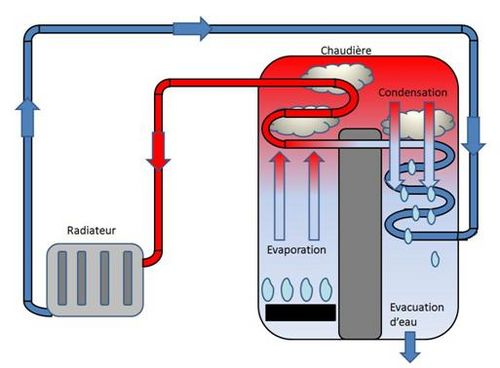 Chaudière
Condensation
Radiateur
Evaporation
Evacuation
d'eau